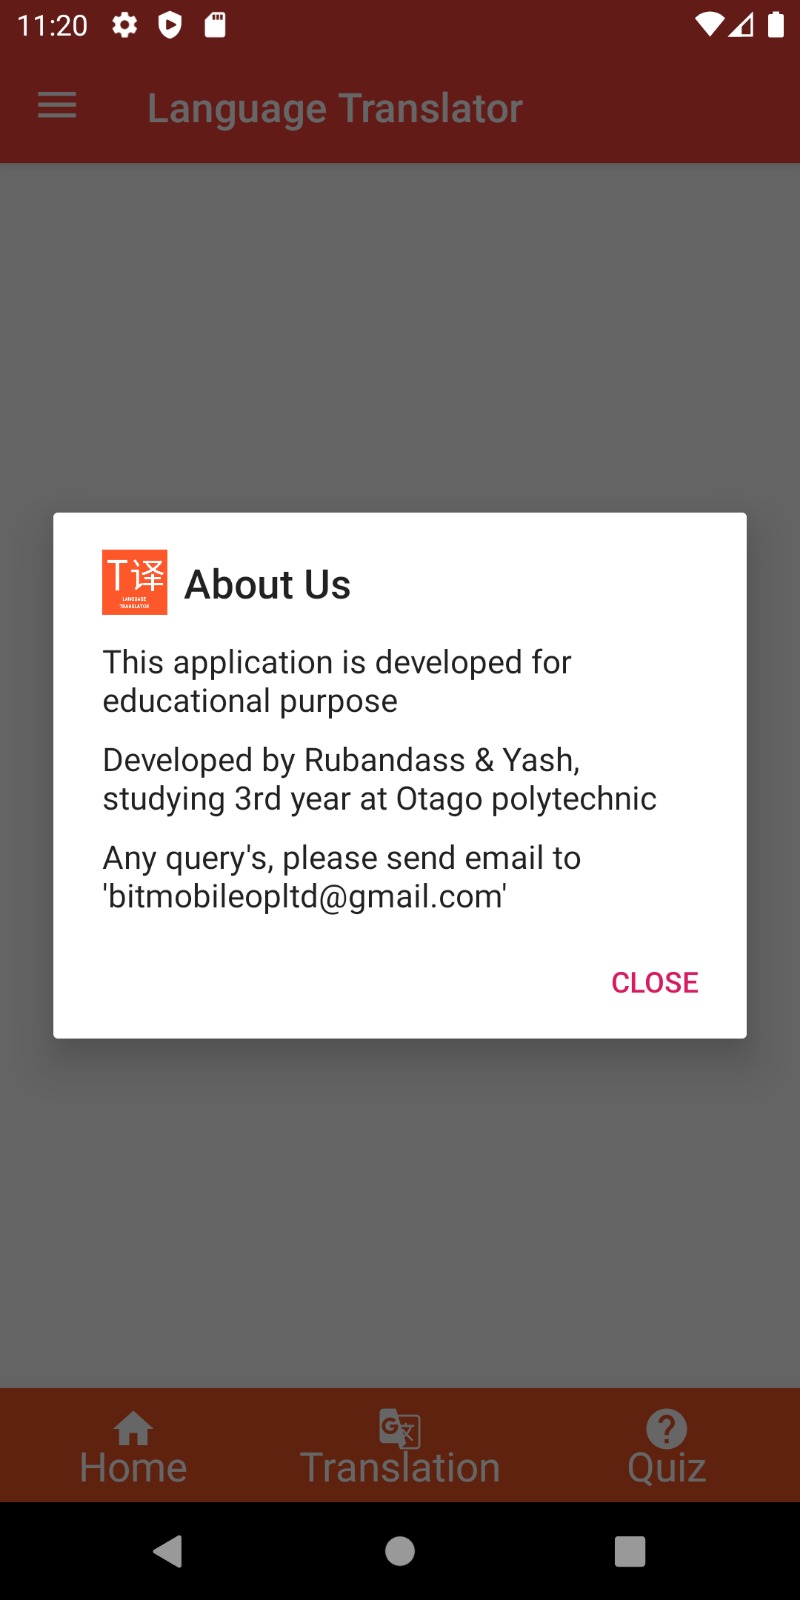 11:20
Language Translator
T译
LANGUAGE
TRANSLATOR
About Us
This application is developed for
educational purpose
Developed by Rubandass & Yash,
studying 3rd year at Otago polytechnic
Any query's, please send email to
'bitmobileopltd@gmail.com'
CLOSE
Home
Translation
Quiz